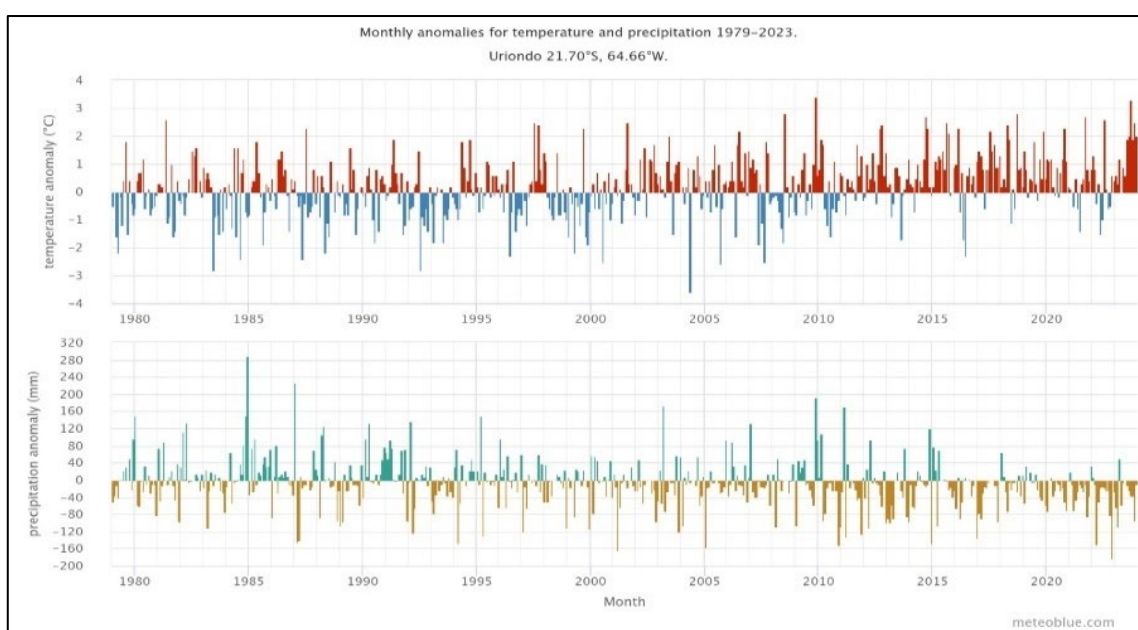 Monthly anomalies for temperature and precipitation 1979-2023.
Uriondo 21.70°S, 64.66°W.
temperature anomaly (°C)
4
3
2
1
0
-1
-2
-3
-4
1980 1985 1990 1995 2000 2005 2010 2015 2020
precipitation anomaly (mm)
320
280
240
200
160
120
80
40
0
-40
-80
-120
-160
-200
1980 1985 1990 1995 2000 2005 2010 2015 2020
Month
meteoblue.com